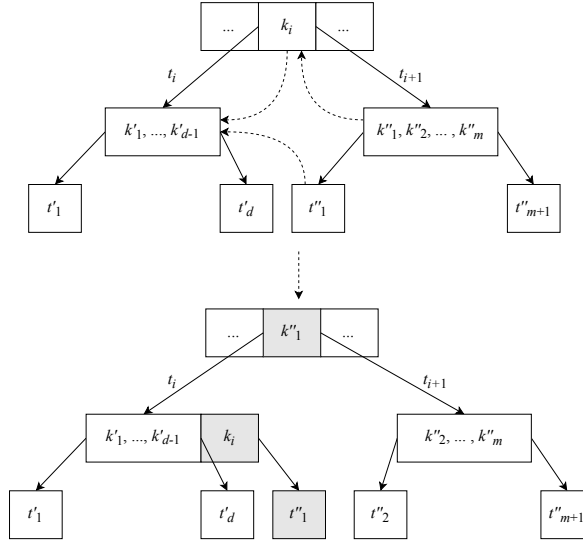 ... k_i ...
t_i t_{i+1}
k'_1, ..., k'_{d-1} k''_1, k''_2, ... , k''_m
t'_1 t'_d t''_1 t''_{m+1}
... k''_1 ...
t_i t_{i+1}
k'_1, ..., k'_{d-1} k_i k''_2, ... , k''_m
t'_1 t'_d t''_1 t''_2 t''_{m+1}